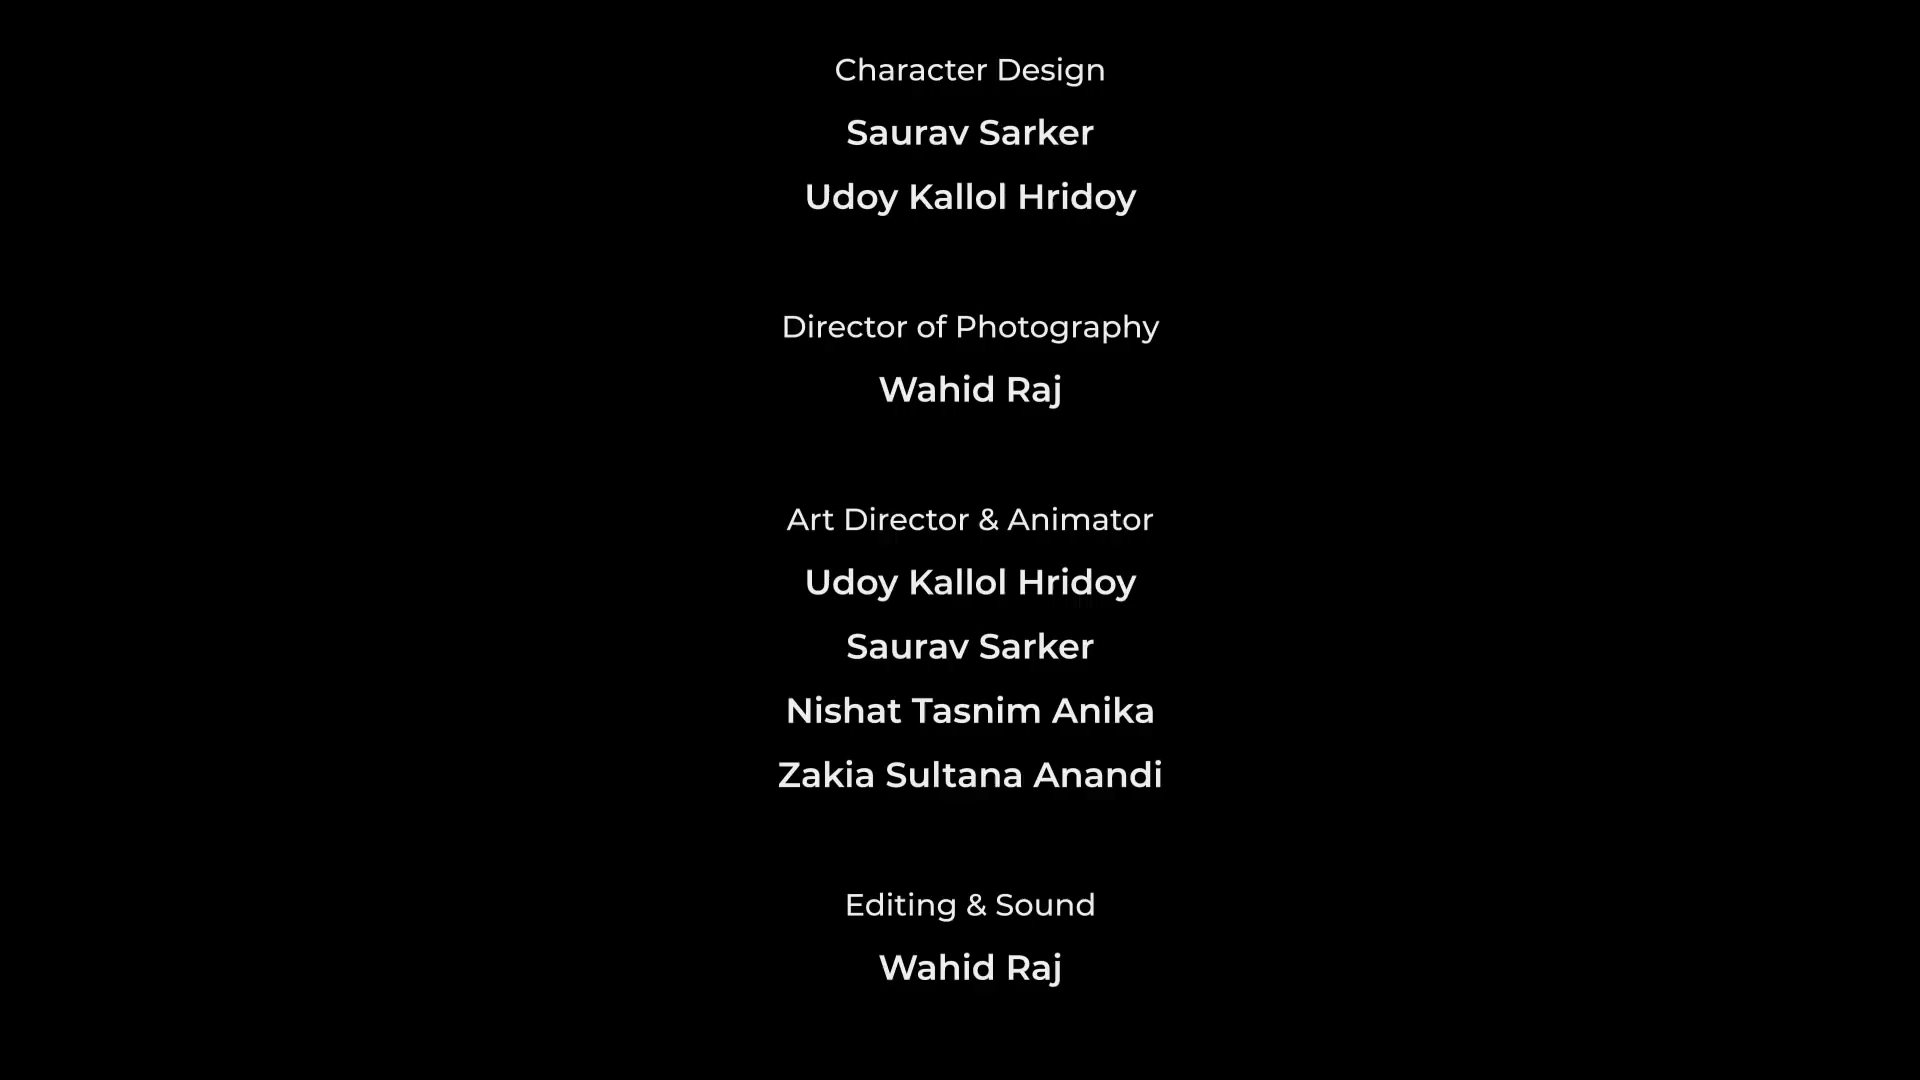 Character Design
Saurav Sarker
Udoy Kallol Hridoy
Director of Photography
Wahid Raj
Art Director & Animator
Udoy Kallol Hridoy
Saurav Sarker
Nishat Tasnim Anika
Zakia Sultana Anandi
Editing & Sound
Wahid Raj